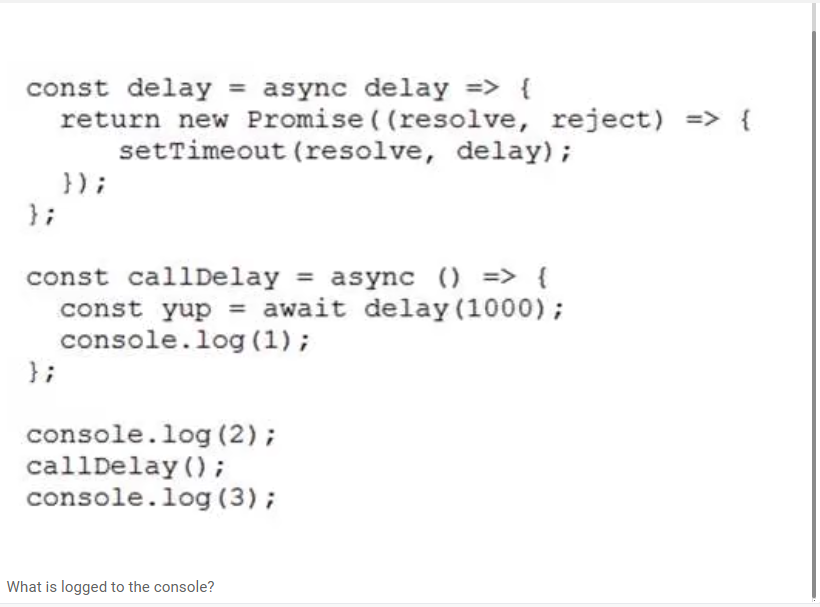 const delay = async delay => {
return new Promise((resolve, reject) => {
setTimeout(resolve, delay);
});
};
const callDelay = async () => {
const yup = await delay(1000);
console.log(1);
};
console.log(2);
callDelay();
console.log(3);
What is logged to the console?